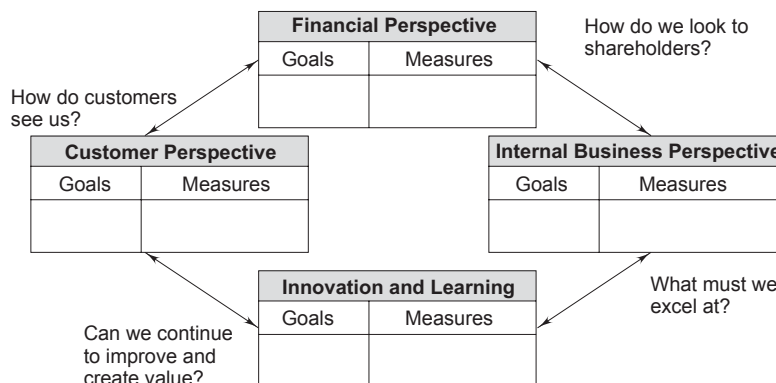 Financial Perspective
Goals Measures
How do we look to
shareholders?
How do customers
see us?
Customer Perspective
Goals Measures
Internal Business Perspective
Goals Measures
Innovation and Learning
Goals Measures
What must we
excel at?
Can we continue
to improve and
create value?